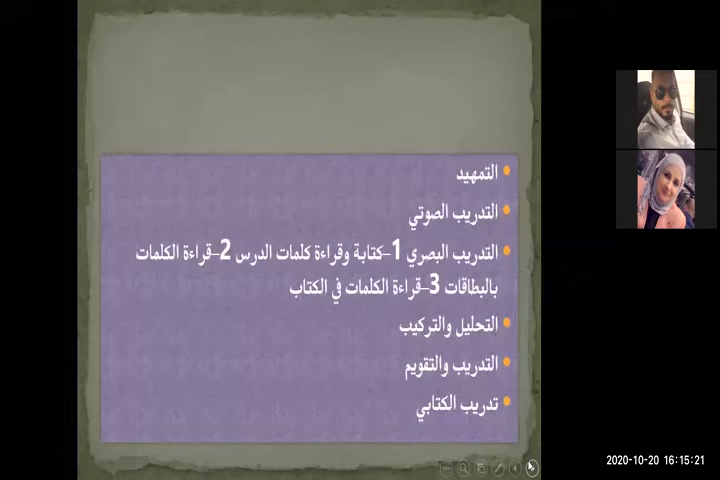 التمهيد
التدريب الصوتي
التدريب البصري 1–كتابة وقراءة كلمات الدرس 2–قراءة الكلمات
بالبطاقات 3–قراءة الكلمات في الكتاب
التحليل والتركيب
التدريب والتقويم
تدريب الكتابي
2020-10-20 16:15:21